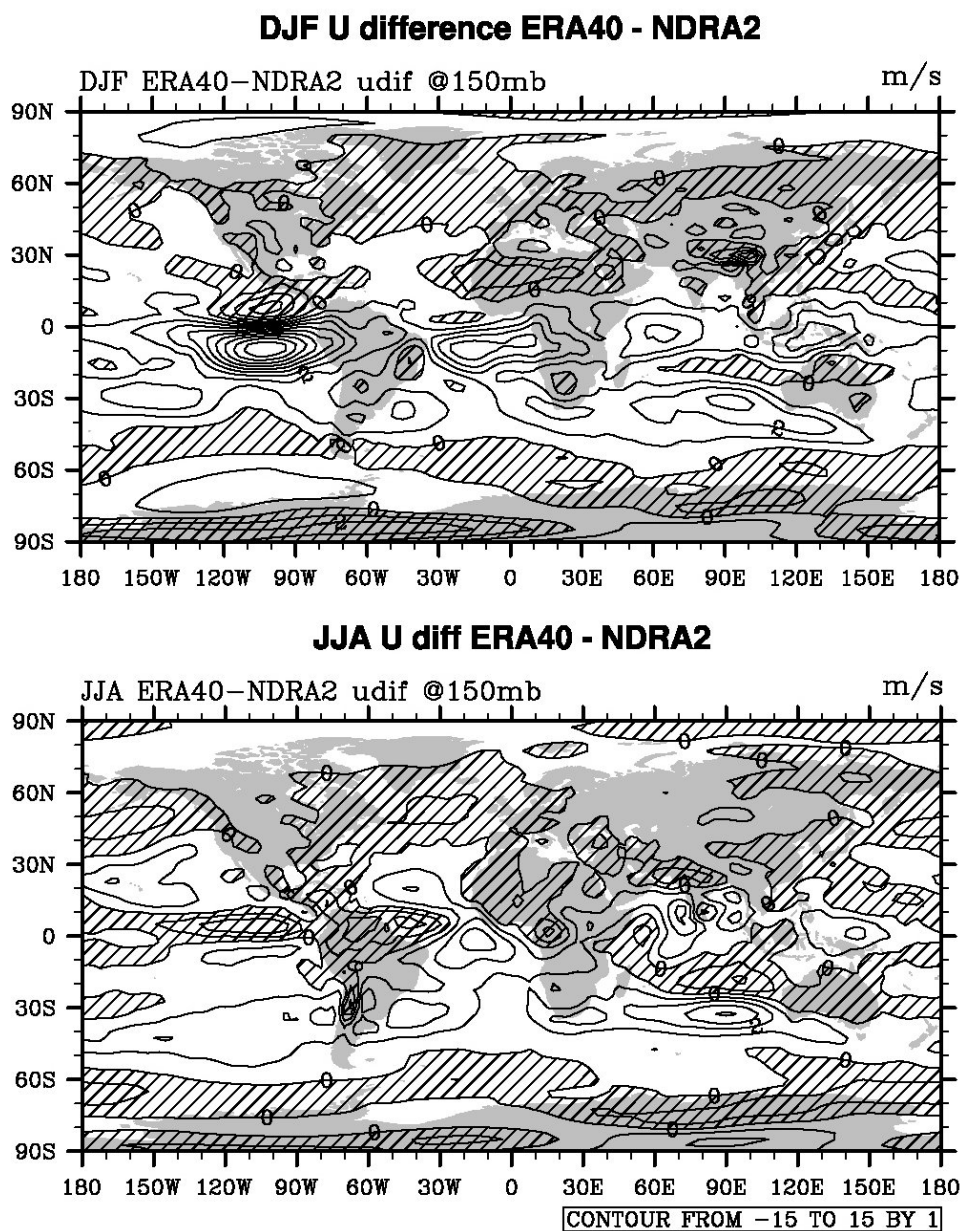 DJF U difference ERA40 - NDRA2
DJF ERA40−NDRA2 udif @150mb m/s
90N
60N
30N
0
30S
60S
90S
180 150W 120W 90W 60W 30W 0 30E 60E 90E 120E 150E 180
JJA U diff ERA40 - NDRA2
JJA ERA40−NDRA2 udif @150mb m/s
90N
60N
30N
0
30S
60S
90S
180 150W 120W 90W 60W 30W 0 30E 60E 90E 120E 150E 180
CONTOUR FROM −15 TO 15 BY 1